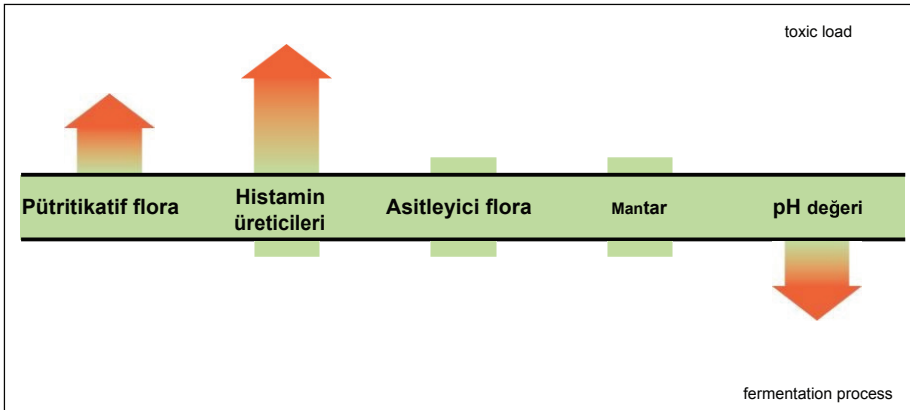 toxic load
Pütritikatif flora
Histamin
üreticileri
Asitleyici flora
Mantar
pH değeri
fermentation process